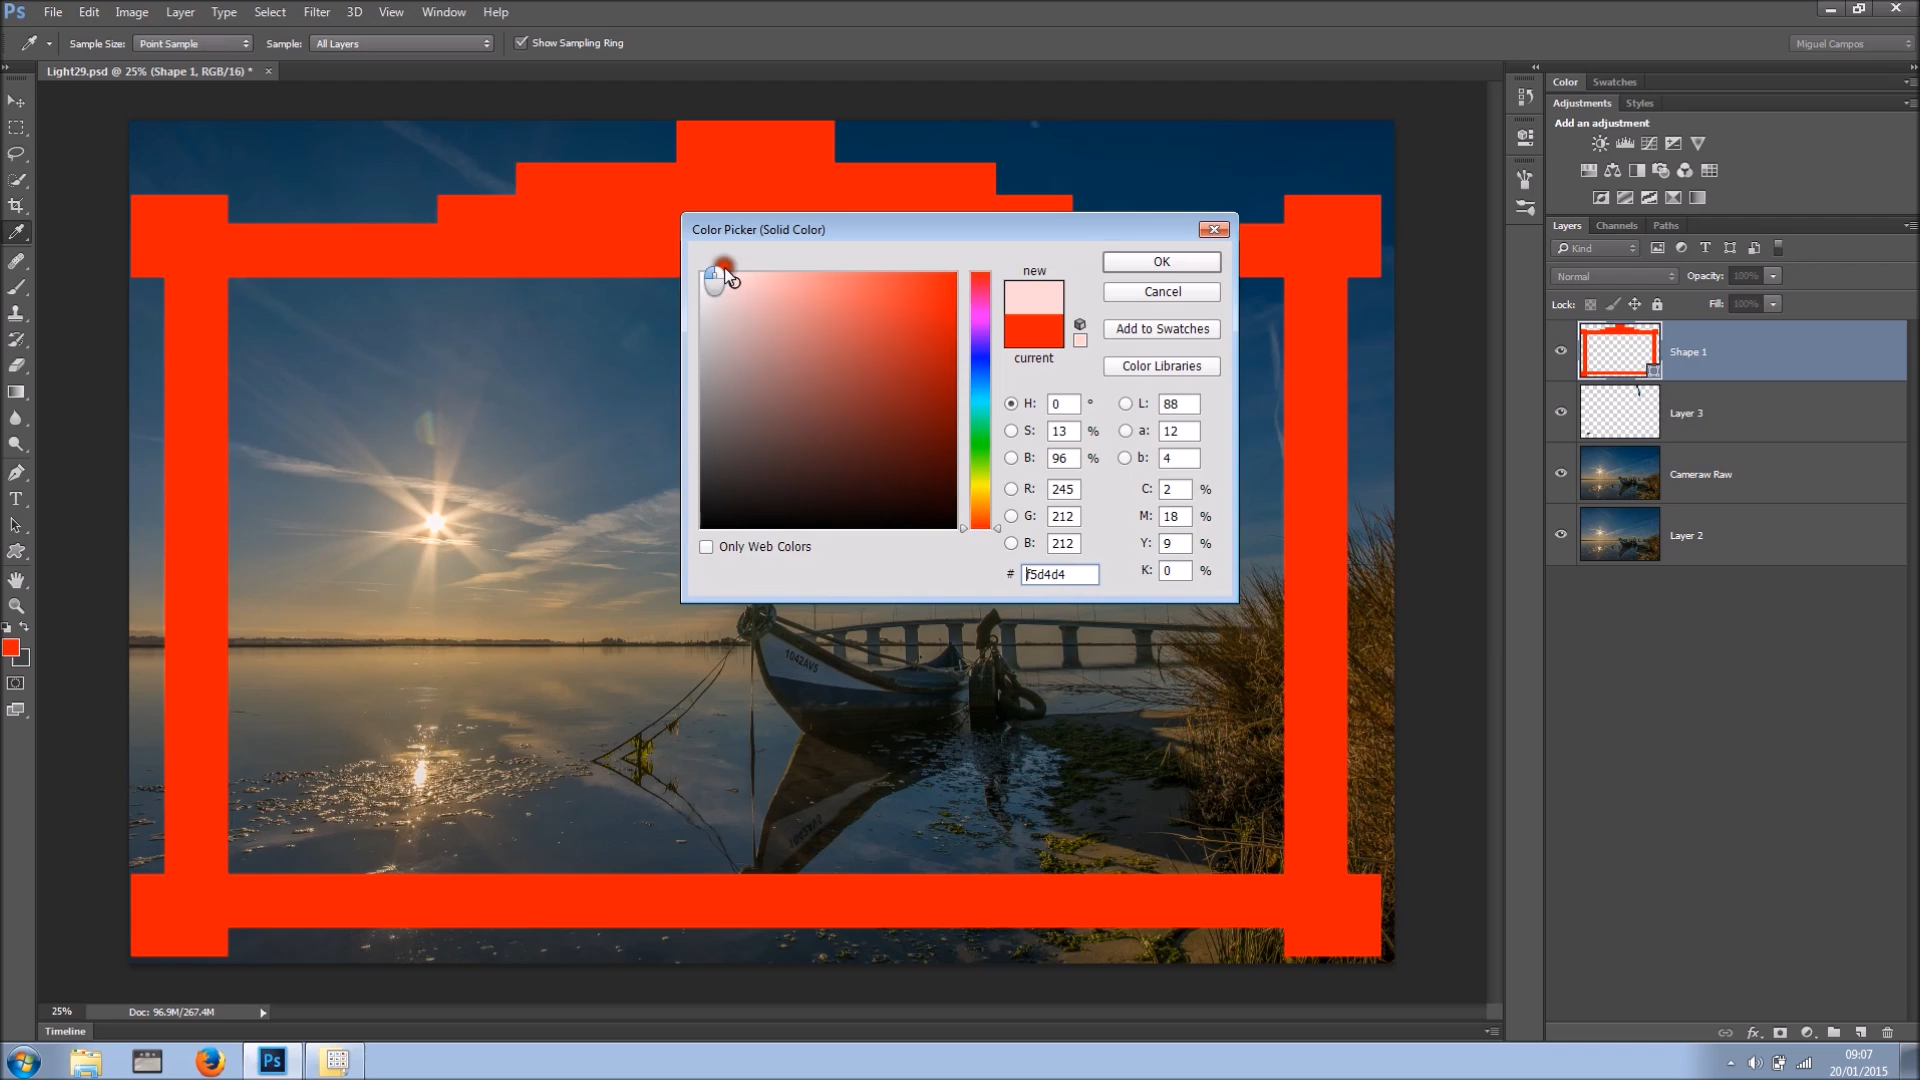 Ps File Edit Image Layer Type Select Filter 3D View Window Help
Sample Size: Point Sample Sample: All Layers Show Sampling Ring Miguel Campos
Light29.psd @ 25% (Shape 1, RGB/16) * ×
Color Swatches
Adjustments Styles
Add an adjustment
Layers Channels Paths
Kind
Normal Opacity: 100%
Lock: Fill: 100%
Shape 1
Layer 3
Cameraw Raw
Layer 2
Color Picker (Solid Color)
new
current
OK
Cancel
Add to Swatches
Color Libraries
H: 0 ° L: 88
S: 13 % a: 12
B: 96 % b: 4
R: 245 C: 2 %
G: 212 M: 18 %
B: 212 Y: 9 %
# f5d4d4 K: 0 %
Only Web Colors
1042AVS
25% Doc: 96.9M/267.4M
Timeline
Ps
09:07
20/01/2015